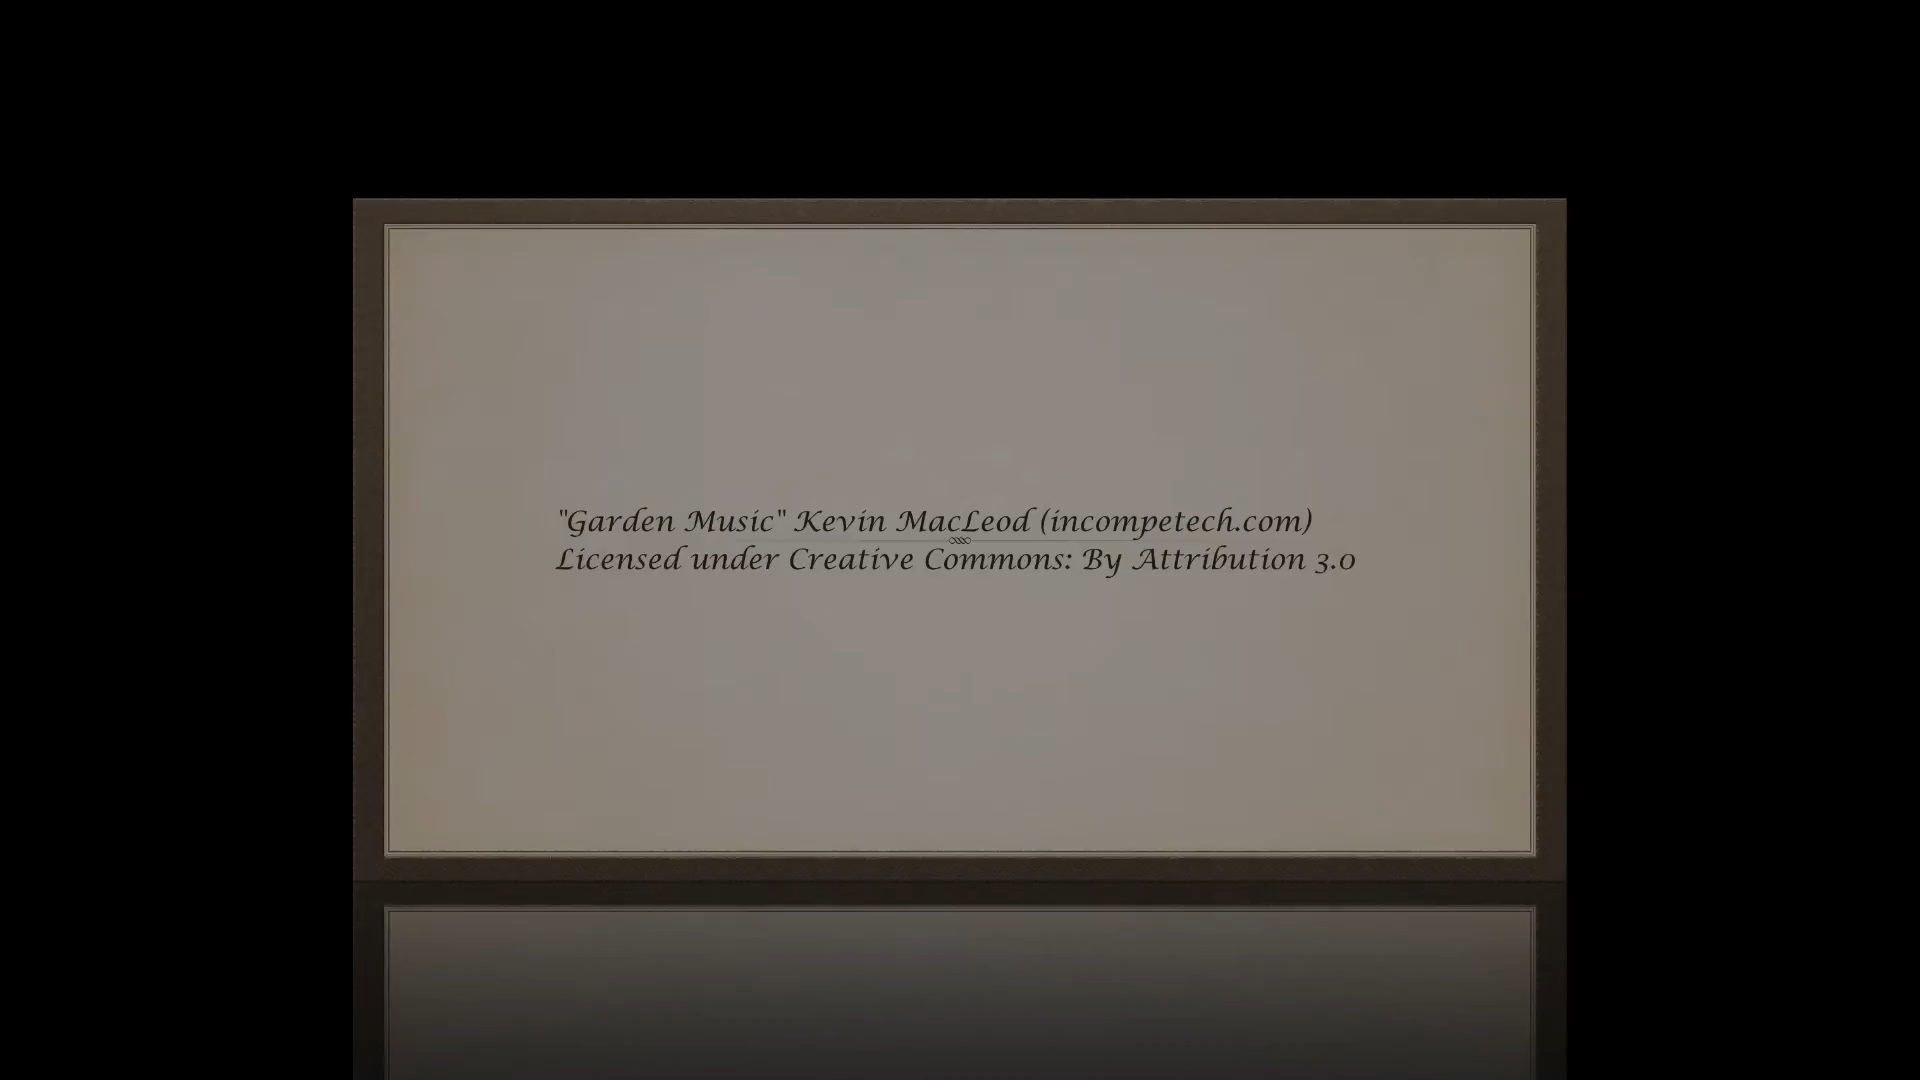 "Garden Music" Kevin MacLeod (incompetech.com)
Licensed under Creative Commons: By Attribution 3.0